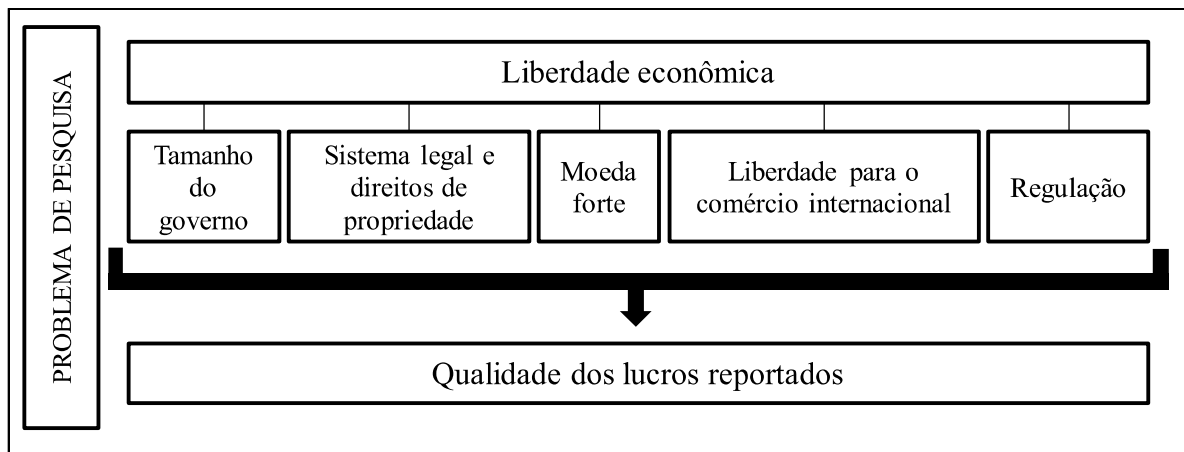 PROBLEMA DE PESQUISA
Liberdade econômica
Tamanho
do
governo
Sistema legal e
direitos de
propriedade
Moeda
forte
Liberdade para o
comércio internacional
Regulação
Qualidade dos lucros reportados